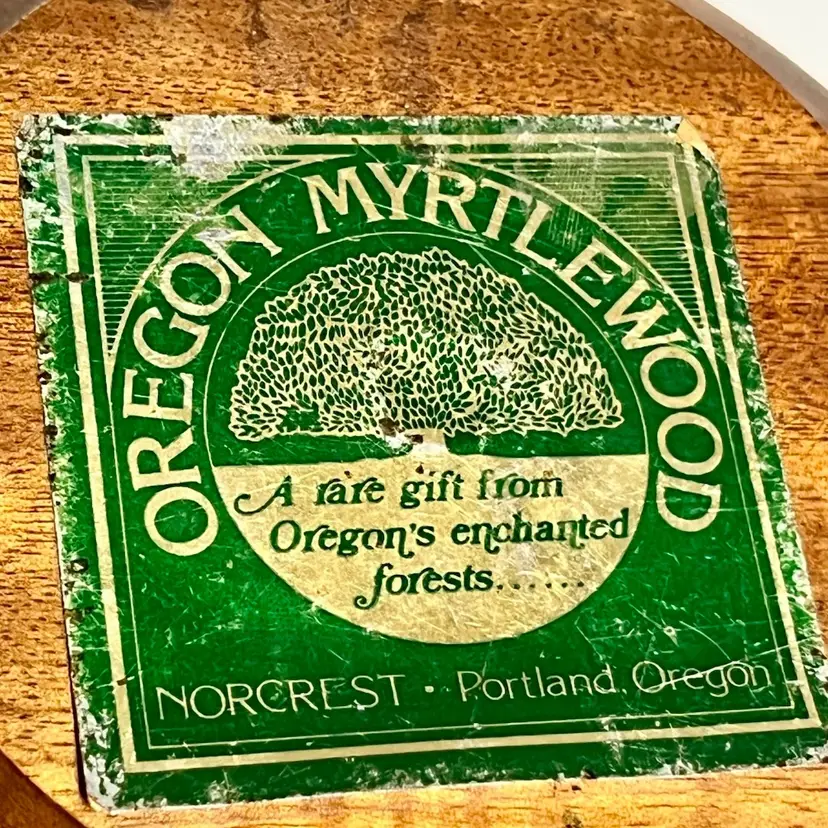 OREGON MYRTLEWOOD
A rare gift from
Oregon's enchanted
forests......
NORCREST · Portland, Oregon